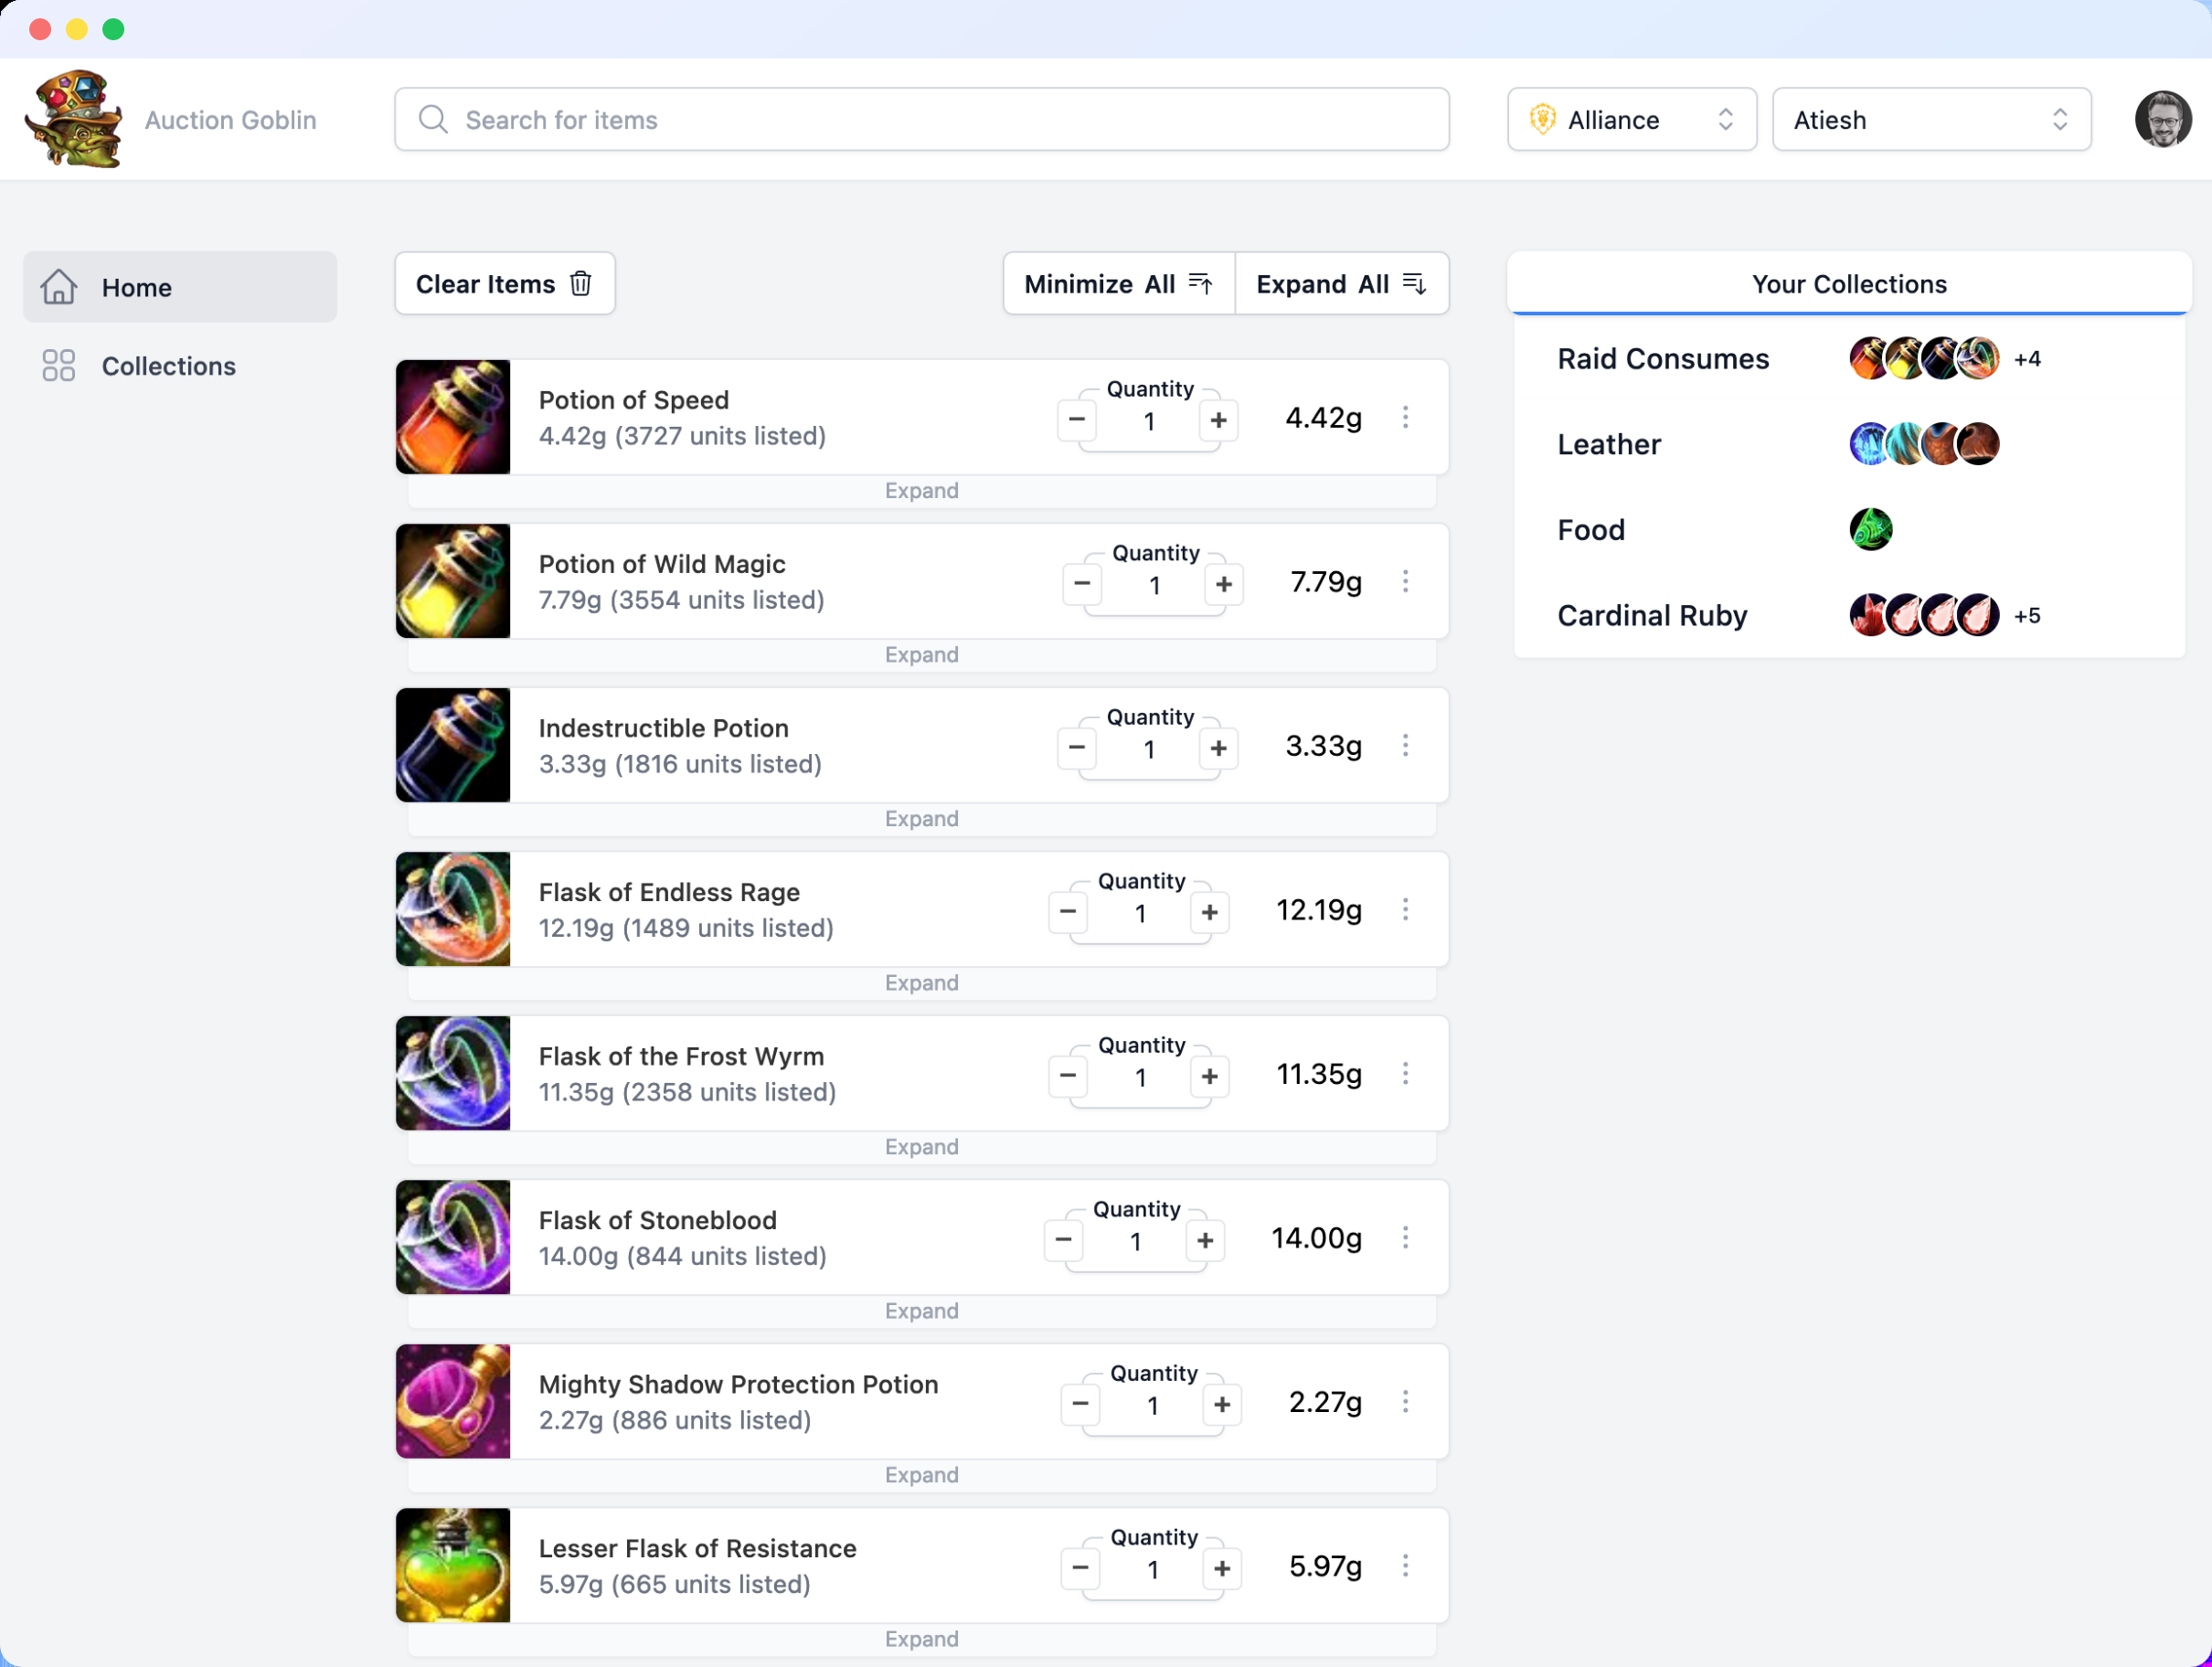 Auction Goblin
Search for items
Alliance
Atiesh
Home
Collections
Clear Items
Minimize All
Expand All
Potion of Speed
4.42g (3727 units listed)
Quantity
1
4.42g
Expand
Potion of Wild Magic
7.79g (3554 units listed)
Quantity
1
7.79g
Expand
Indestructible Potion
3.33g (1816 units listed)
Quantity
1
3.33g
Expand
Flask of Endless Rage
12.19g (1489 units listed)
Quantity
1
12.19g
Expand
Flask of the Frost Wyrm
11.35g (2358 units listed)
Quantity
1
11.35g
Expand
Flask of Stoneblood
14.00g (844 units listed)
Quantity
1
14.00g
Expand
Mighty Shadow Protection Potion
2.27g (886 units listed)
Quantity
1
2.27g
Expand
Lesser Flask of Resistance
5.97g (665 units listed)
Quantity
1
5.97g
Expand
Your Collections
Raid Consumes +4
Leather
Food
Cardinal Ruby +5